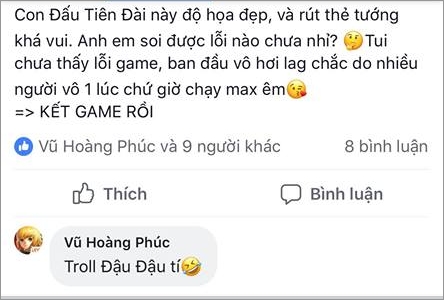 Con Đấu Tiên Đài này độ họa đẹp, và rút thẻ tướng
khá vui. Anh em soi được lỗi nào chưa nhỉ? 🤔Tui
chưa thấy lỗi game, ban đầu vô hơi lag chắc do nhiều
người vô 1 lúc chứ giờ chạy max êm😘
=> KẾT GAME RỒI
Vũ Hoàng Phúc và 9 người khác 8 bình luận
Thích Bình luận
Vũ Hoàng Phúc
Troll Đậu Đậu tí🤣